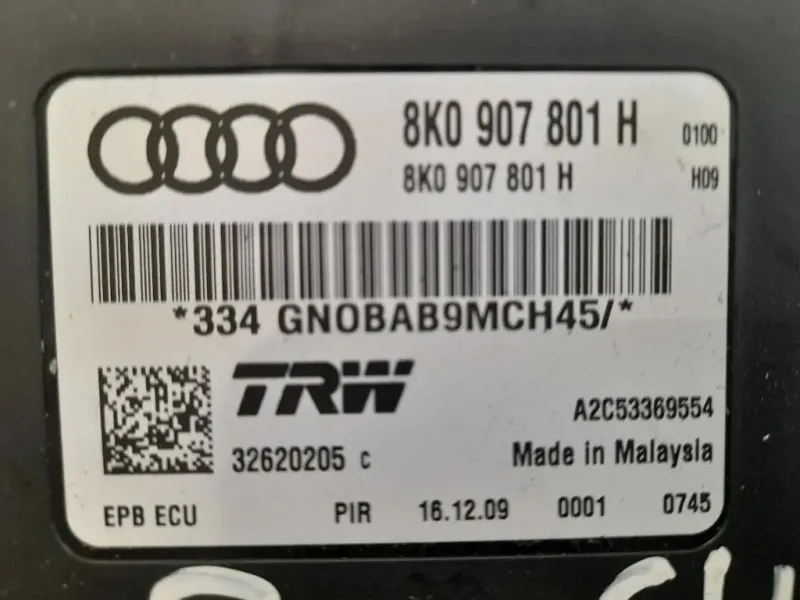 8K0 907 801 H 0100
8K0 907 801 H H09
*334 GNOBAB9MCH45/*
TRW
A2C53369554
32620205 c Made in Malaysia
EPB ECU PIR 16.12.09 0001 0745